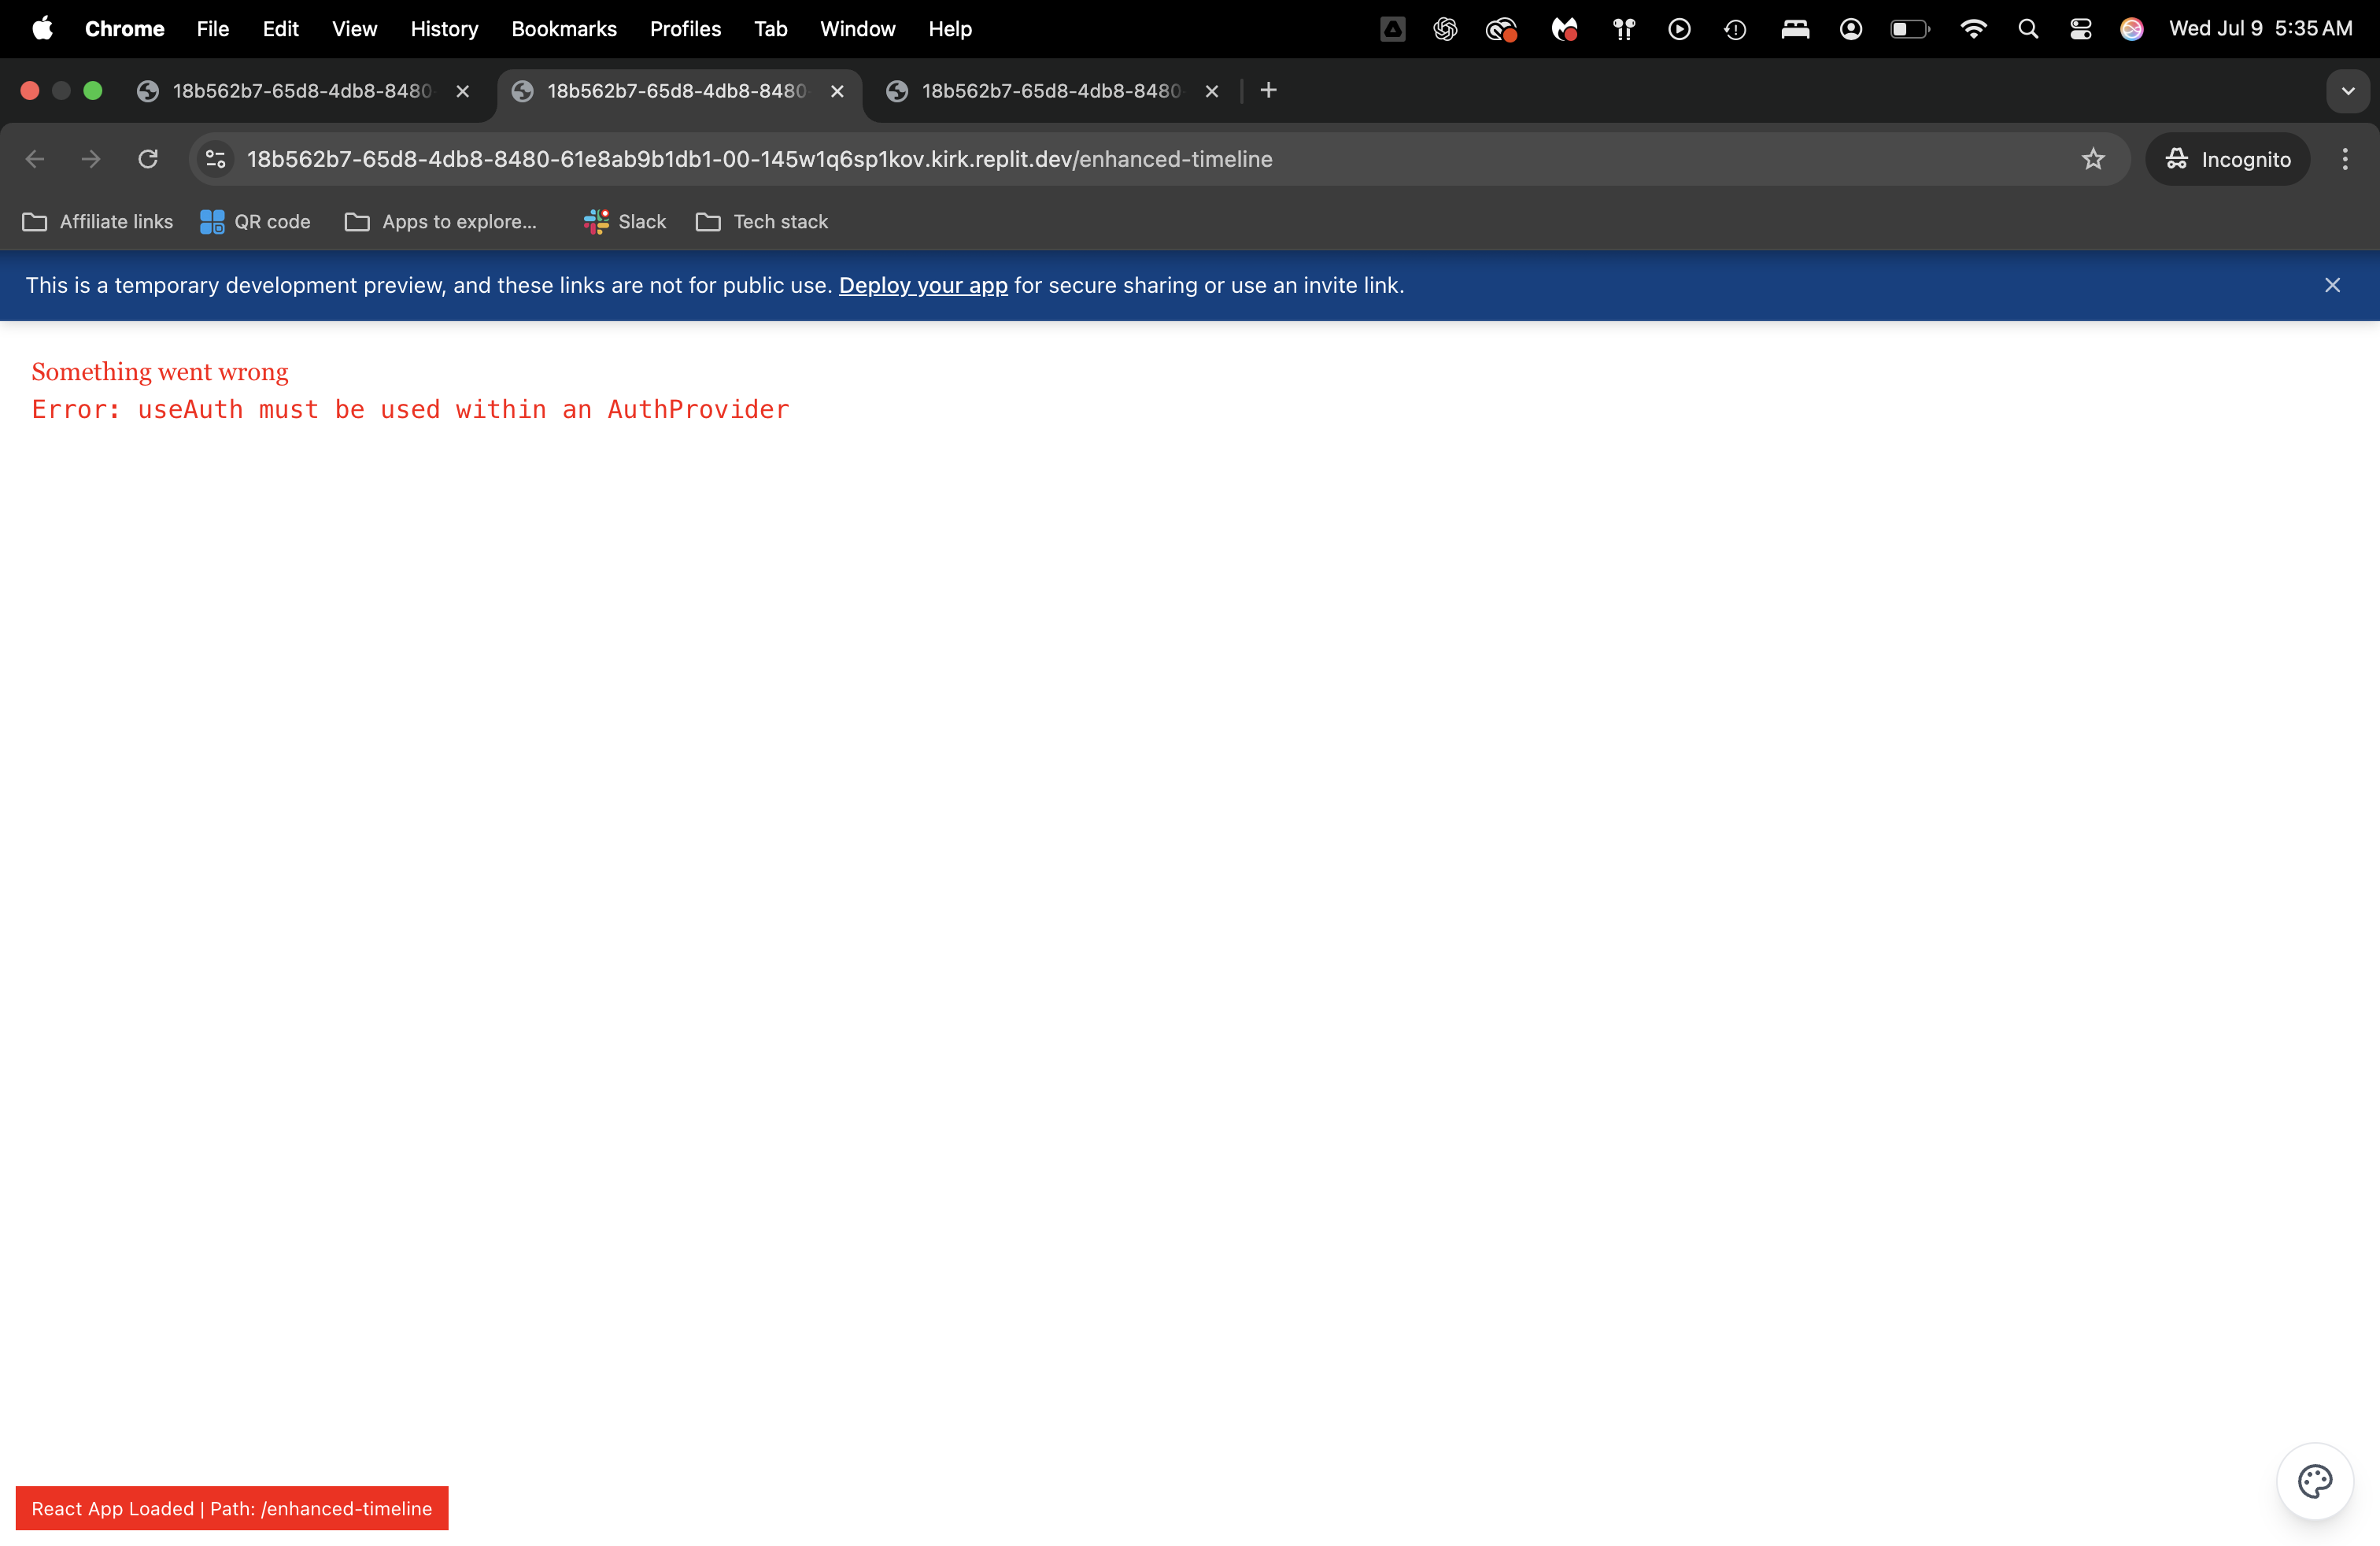 Chrome File Edit View History Bookmarks Profiles Tab Window Help Wed Jul 9 5:35 AM
18b562b7-65d8-4db8-8480- 18b562b7-65d8-4db8-8480- 18b562b7-65d8-4db8-8480-
18b562b7-65d8-4db8-8480-61e8ab9b1db1-00-145w1q6sp1kov.kirk.replit.dev/enhanced-timeline Incognito
Affiliate links QR code Apps to explore... Slack Tech stack
This is a temporary development preview, and these links are not for public use. Deploy your app for secure sharing or use an invite link.
Something went wrong
Error: useAuth must be used within an AuthProvider
React App Loaded | Path: /enhanced-timeline